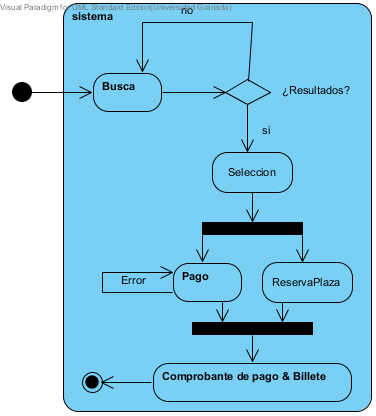 Visual Paradigm for UML Standard Edition(Universidad Granada)
sistema
no
Busca
¿Resultados?
si
Seleccion
Pago
Error
ReservaPlaza
Comprobante de pago & Billete